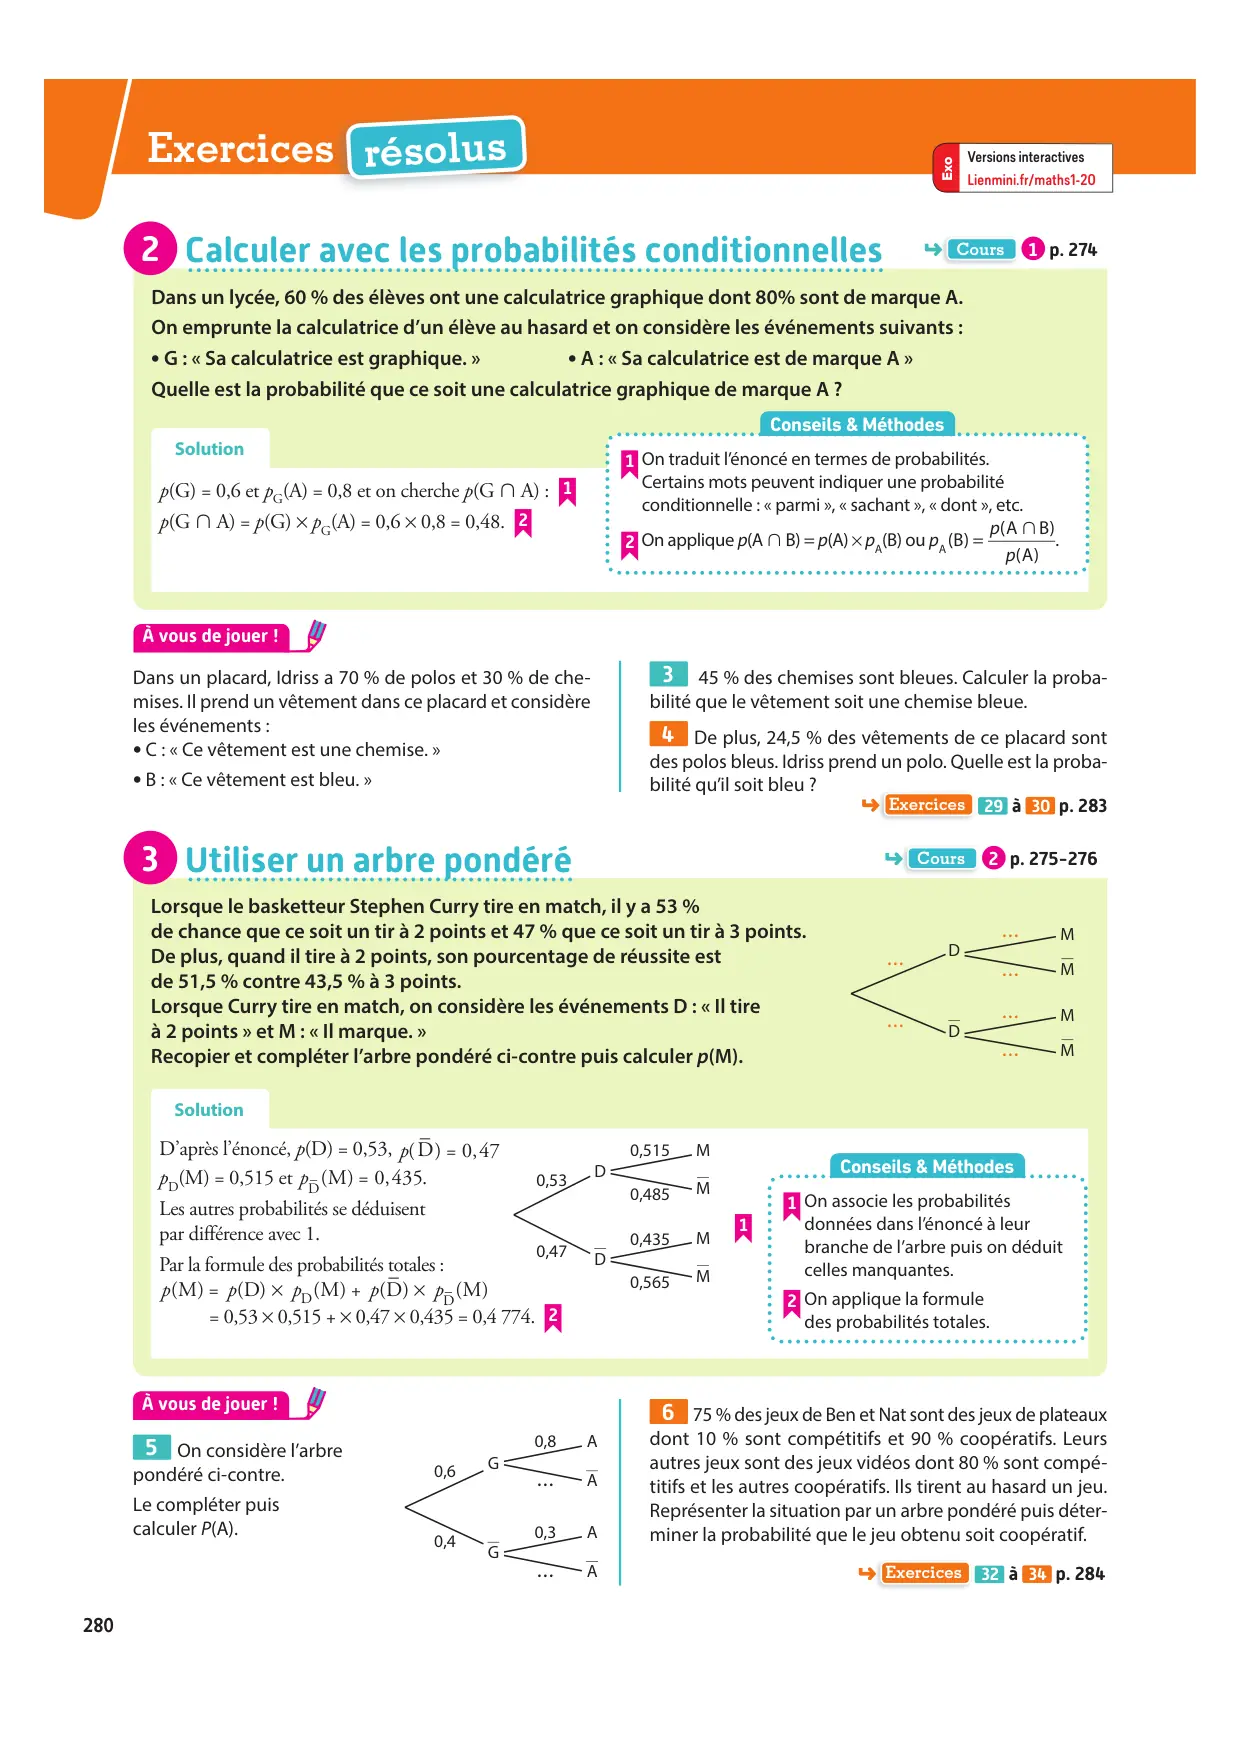 Exercices résolus
Exo
Versions interactives
Lienmini.fr/maths1-20
2 Calculer avec les probabilités conditionnelles
Cours 1 p. 274
Dans un lycée, 60 % des élèves ont une calculatrice graphique dont 80% sont de marque A.
On emprunte la calculatrice d'un élève au hasard et on considère les événements suivants :
• G : « Sa calculatrice est graphique. » • A : « Sa calculatrice est de marque A »
Quelle est la probabilité que ce soit une calculatrice graphique de marque A ?
Solution
p(G) = 0,6 et p_G(A) = 0,8 et on cherche p(G ∩ A) : 1
p(G ∩ A) = p(G) × p_G(A) = 0,6 × 0,8 = 0,48. 2
Conseils & Méthodes
1 On traduit l'énoncé en termes de probabilités.
Certains mots peuvent indiquer une probabilité
conditionnelle : « parmi », « sachant », « dont », etc.
2 On applique p(A ∩ B) = p(A) × p_A(B) ou p_A(B) = p(A ∩ B) / p(A).
À vous de jouer !
Dans un placard, Idriss a 70 % de polos et 30 % de che-
mises. Il prend un vêtement dans ce placard et considère
les événements :
• C : « Ce vêtement est une chemise. »
• B : « Ce vêtement est bleu. »
3 45 % des chemises sont bleues. Calculer la proba-
bilité que le vêtement soit une chemise bleue.
4 De plus, 24,5 % des vêtements de ce placard sont
des polos bleus. Idriss prend un polo. Quelle est la proba-
bilité qu'il soit bleu ?
Exercices 29 à 30 p. 283
3 Utiliser un arbre pondéré
Cours 2 p. 275-276
Lorsque le basketteur Stephen Curry tire en match, il y a 53 %
de chance que ce soit un tir à 2 points et 47 % que ce soit un tir à 3 points.
De plus, quand il tire à 2 points, son pourcentage de réussite est
de 51,5 % contre 43,5 % à 3 points.
Lorsque Curry tire en match, on considère les événements D : « Il tire
à 2 points » et M : « Il marque. »
Recopier et compléter l'arbre pondéré ci-contre puis calculer p(M).
... M
... D
... M̅
... M
... D̅
... M̅
Solution
D'après l'énoncé, p(D) = 0,53, p(D̅) = 0,47
p_D(M) = 0,515 et p_D̅(M) = 0,435.
Les autres probabilités se déduisent
par différence avec 1.
Par la formule des probabilités totales :
p(M) = p(D) × p_D(M) + p(D̅) × p_D̅(M)
= 0,53 × 0,515 + × 0,47 × 0,435 = 0,4 774. 2
0,515 M
0,53 D
0,485 M̅
0,435 M
0,47 D̅
0,565 M̅
1
Conseils & Méthodes
1 On associe les probabilités
données dans l'énoncé à leur
branche de l'arbre puis on déduit
celles manquantes.
2 On applique la formule
des probabilités totales.
À vous de jouer !
5 On considère l'arbre
pondéré ci-contre.
Le compléter puis
calculer P(A).
0,8 A
0,6 G
... A̅
0,3 A
0,4 G̅
... A̅
6 75 % des jeux de Ben et Nat sont des jeux de plateaux
dont 10 % sont compétitifs et 90 % coopératifs. Leurs
autres jeux sont des jeux vidéos dont 80 % sont compé-
titifs et les autres coopératifs. Ils tirent au hasard un jeu.
Représenter la situation par un arbre pondéré puis déter-
miner la probabilité que le jeu obtenu soit coopératif.
Exercices 32 à 34 p. 284
280